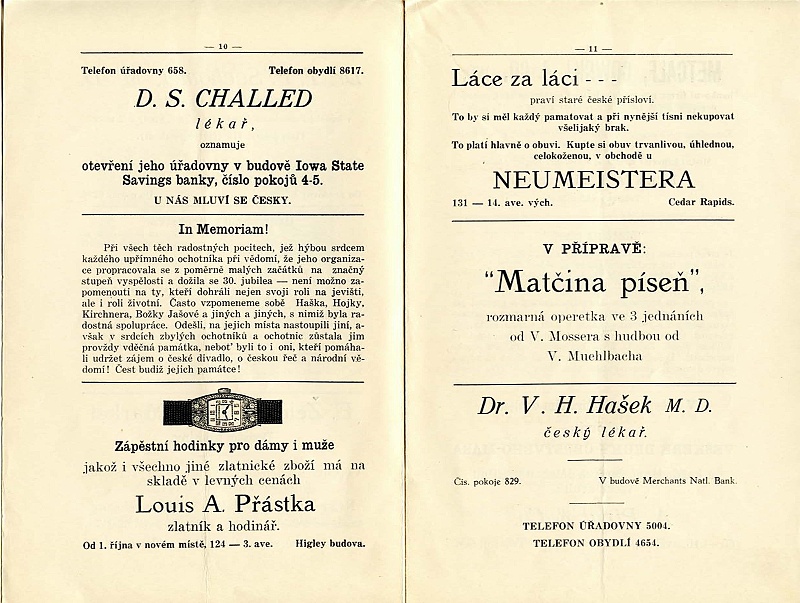 — 10 —
Telefon úřadovny 658. Telefon obydlí 8617.
D. S. CHALLED
lékař,
oznamuje
otevření jeho úřadovny v budově Iowa State
Savings banky, číslo pokojů 4-5.
U NÁS MLUVÍ SE ČESKY.
In Memoriam!
Při všech těch radostných pocitech, jež hýbou srdcem
každého upřímného ochotníka při vědomí, že jeho organiza-
ce propracovala se z poměrně malých začátků na značný
stupeň vyspělosti a dožila se 30. jubilea — není možno za-
pomenouti na ty, kteří dohráli nejen svoji roli na jevišti,
ale i roli životní. Často vzpomeneme sobě Haška, Hojky,
Kirchnera, Božky Jašové a jiných a jiných, s nimiž byla ra-
dostná spolupráce. Odešli, na jejich místa nastoupili jiní, a-
však v srdcích zbylých ochotníků a ochotnic zůstala jim
provždy vděčná památka, neboť byli to i oni, kteří pomáha-
li udržet zájem o české divadlo, o českou řeč a národní vě-
domí! Čest budiž jejich památce!
Zápěstní hodinky pro dámy i muže
jakož i všechno jiné zlatnické zboží má na
skladě v levných cenách
Louis A. Přástka
zlatník a hodinář.
Od 1. října v novém místě, 124 — 3. ave. Higley budova.
— 11 —
Láce za láci - - -
praví staré české přísloví.
To by si měl každý pamatovat a při nynější tísni nekupovat
všelijaký brak.
To platí hlavně o obuvi. Kupte si obuv trvanlivou, úhlednou,
celokoženou, v obchodě u
NEUMEISTERA
131 — 14. ave. vých. Cedar Rapids.
V PŘÍPRAVĚ:
“Matčina píseň”,
rozmarná operetka ve 3 jednáních
od V. Mossera s hudbou od
V. Muchlbacha
Dr. V. H. Hašek M. D.
český lékař.
Čís. pokoje 829. V budově Merchants Natl. Bank.
TELEFON ÚŘADOVNY 5004.
TELEFON OBYDLÍ 4654.